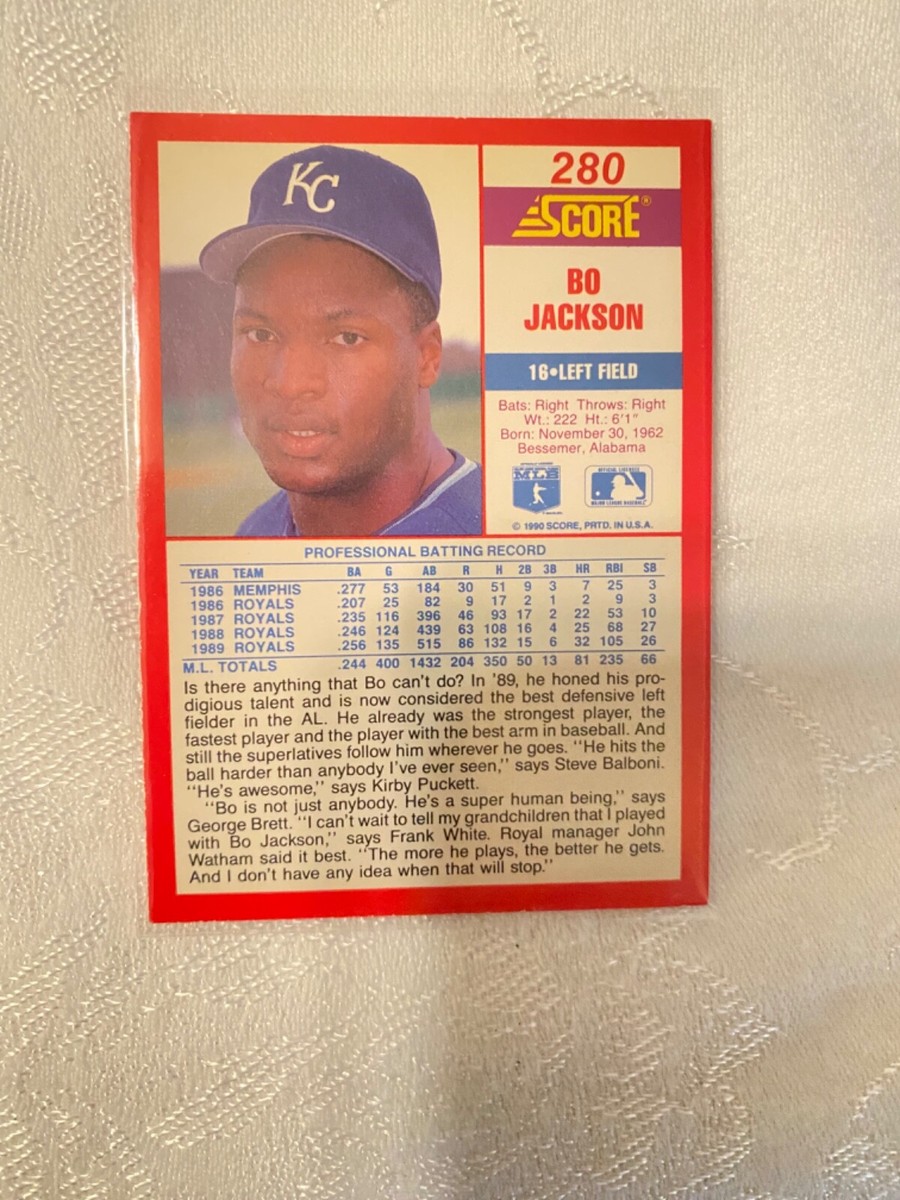 KC
280
SCORE®
BO
JACKSON
16•LEFT FIELD
Bats: Right Throws: Right
Wt.: 222 Ht.: 6'1"
Born: November 30, 1962
Bessemer, Alabama
MLB
© 1990 SCORE, PRTD. IN U.S.A.
PROFESSIONAL BATTING RECORD
YEAR TEAM BA G AB R H 2B 3B HR RBI SB
1986 MEMPHIS .277 53 184 30 51 9 3 7 25 3
1986 ROYALS .207 25 82 9 17 2 1 2 9 3
1987 ROYALS .235 116 396 46 93 17 2 22 53 10
1988 ROYALS .246 124 439 63 108 16 4 25 68 27
1989 ROYALS .256 135 515 86 132 15 6 32 105 26
M.L. TOTALS .244 400 1432 204 350 50 13 81 235 66
Is there anything that Bo can't do? In '89, he honed his pro-
digious talent and is now considered the best defensive left
fielder in the AL. He already was the strongest player, the
fastest player and the player with the best arm in baseball. And
still the superlatives follow him wherever he goes. "He hits the
ball harder than anybody I've ever seen," says Steve Balboni.
"He's awesome," says Kirby Puckett.
"Bo is not just anybody. He's a super human being," says
George Brett. "I can't wait to tell my grandchildren that I played
with Bo Jackson," says Frank White. Royal manager John
Watham said it best. "The more he plays, the better he gets.
And I don't have any idea when that will stop."